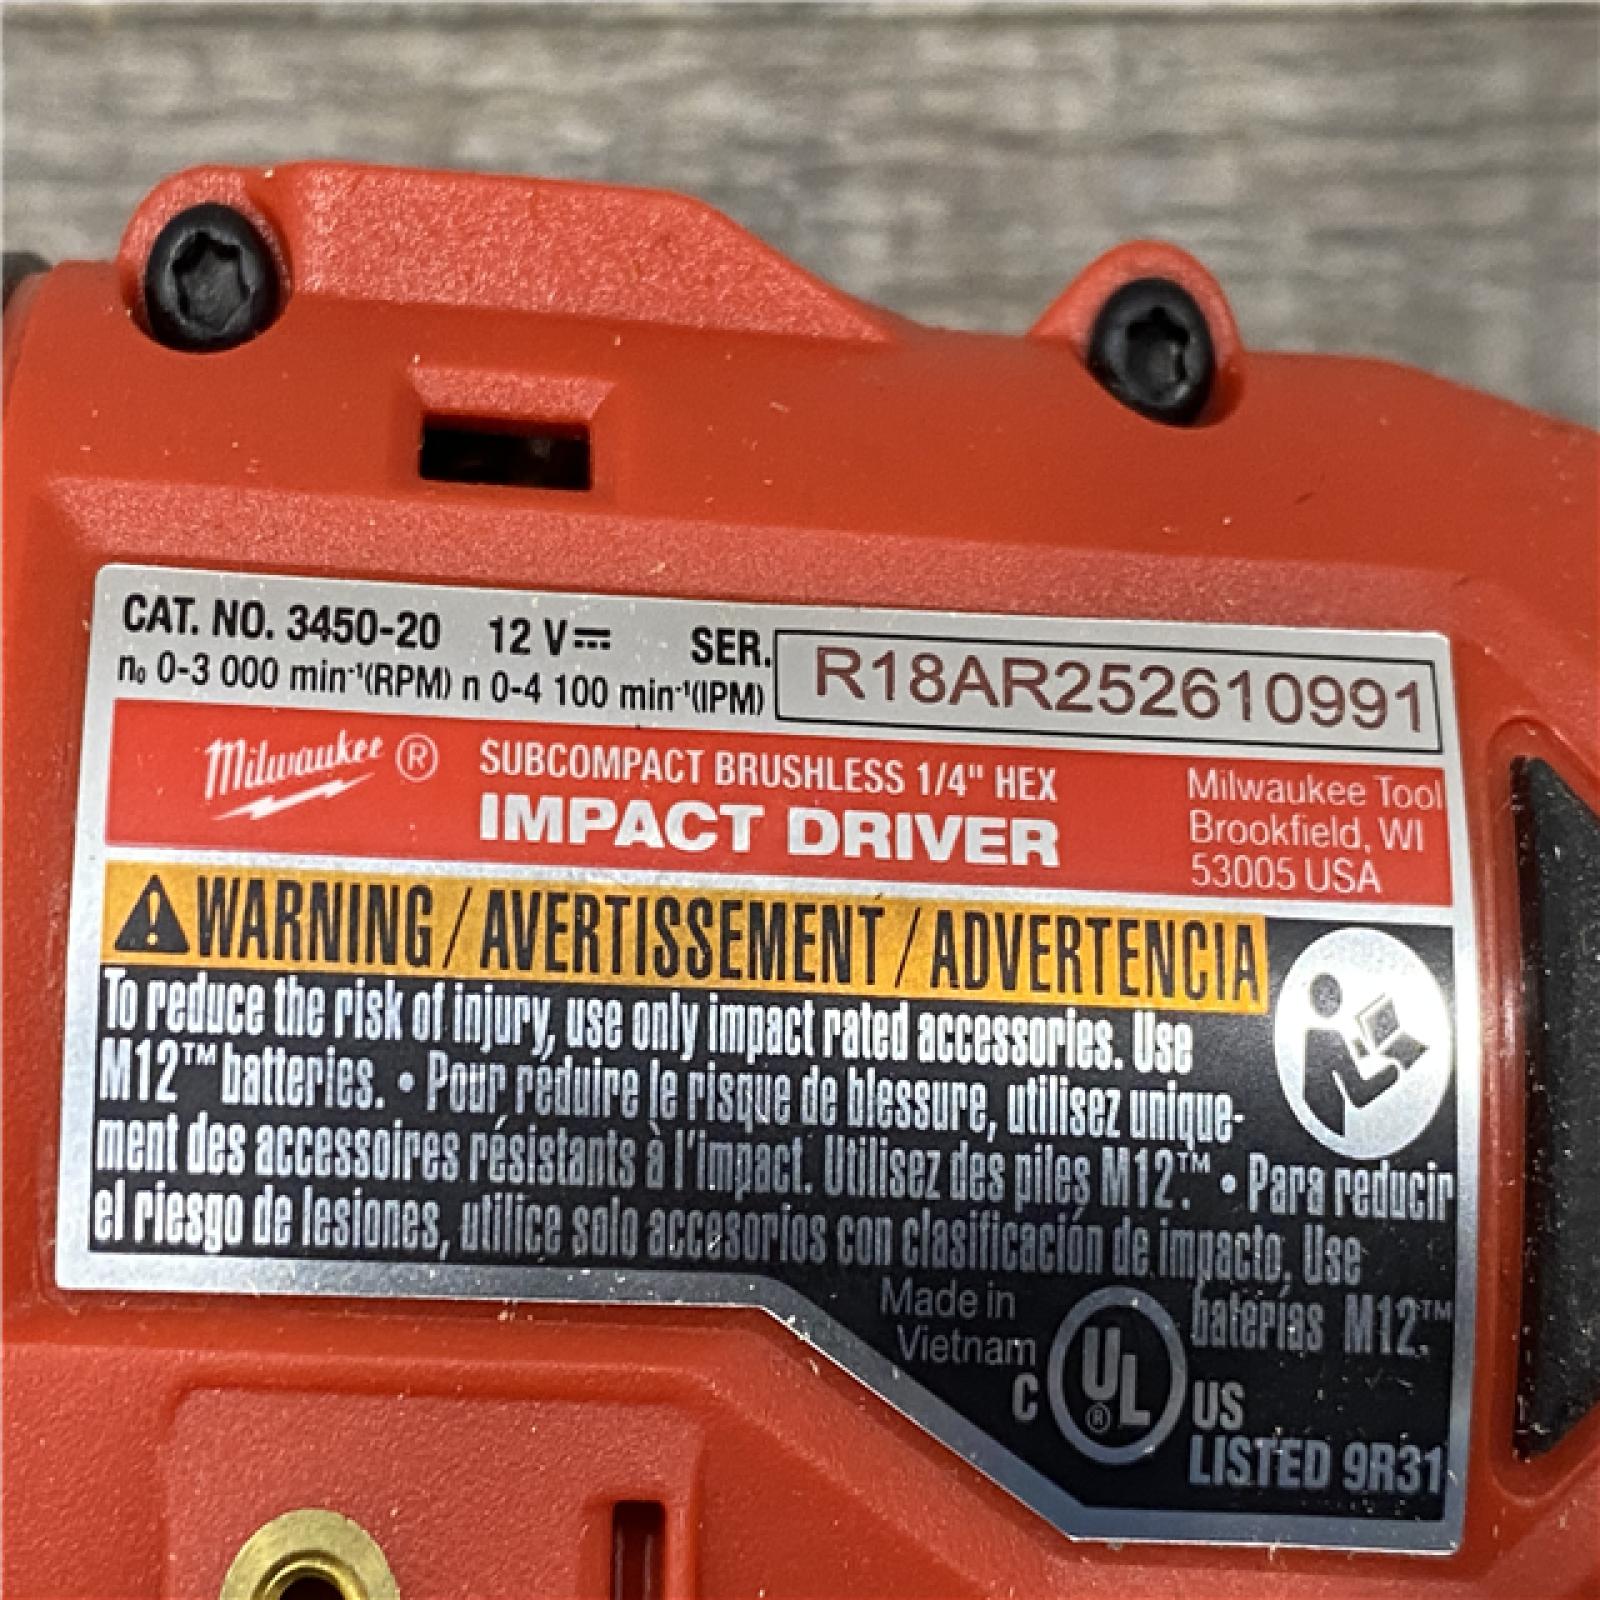 CAT. NO. 3450-20 12 V⎓ SER. R18AR252610991
n₀ 0-3 000 min⁻¹(RPM) n 0-4 100 min⁻¹(IPM)
Milwaukee ® SUBCOMPACT BRUSHLESS 1/4" HEX
IMPACT DRIVER
Milwaukee Tool
Brookfield, WI
53005 USA
WARNING / AVERTISSEMENT / ADVERTENCIA
To reduce the risk of injury, use only impact rated accessories. Use
M12™ batteries. • Pour réduire le risque de blessure, utilisez unique-
ment des accessoires résistants à l'impact. Utilisez des piles M12™. • Para reducir
el riesgo de lesiones, utilice solo accesorios con clasificación de impacto. Use
baterías M12™.
Made in
Vietnam
C UL ® US
LISTED 9R31